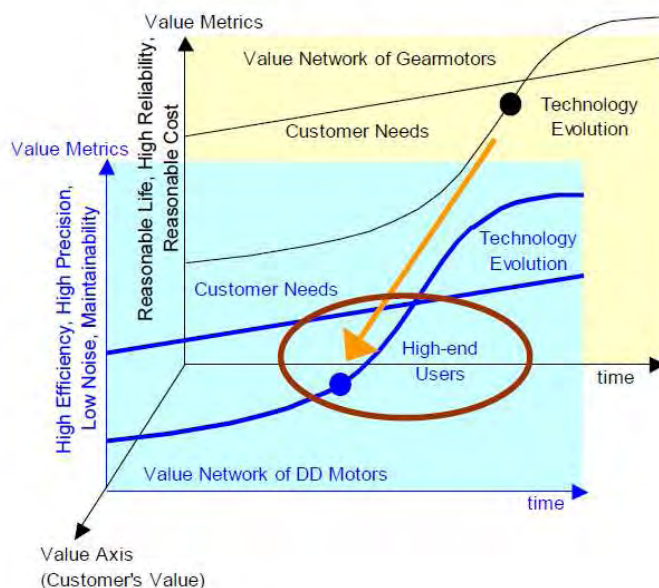 Value Metrics
Value Network of Gearmotors
Technology
Evolution
Customer Needs
Reasonable Life, High Reliability,
Reasonable Cost
Value Metrics
High Efficiency, High Precision,
Low Noise, Maintainability
Technology
Evolution
Customer Needs
High-end
Users
time
Value Network of DD Motors
time
Value Axis
(Customer's Value)